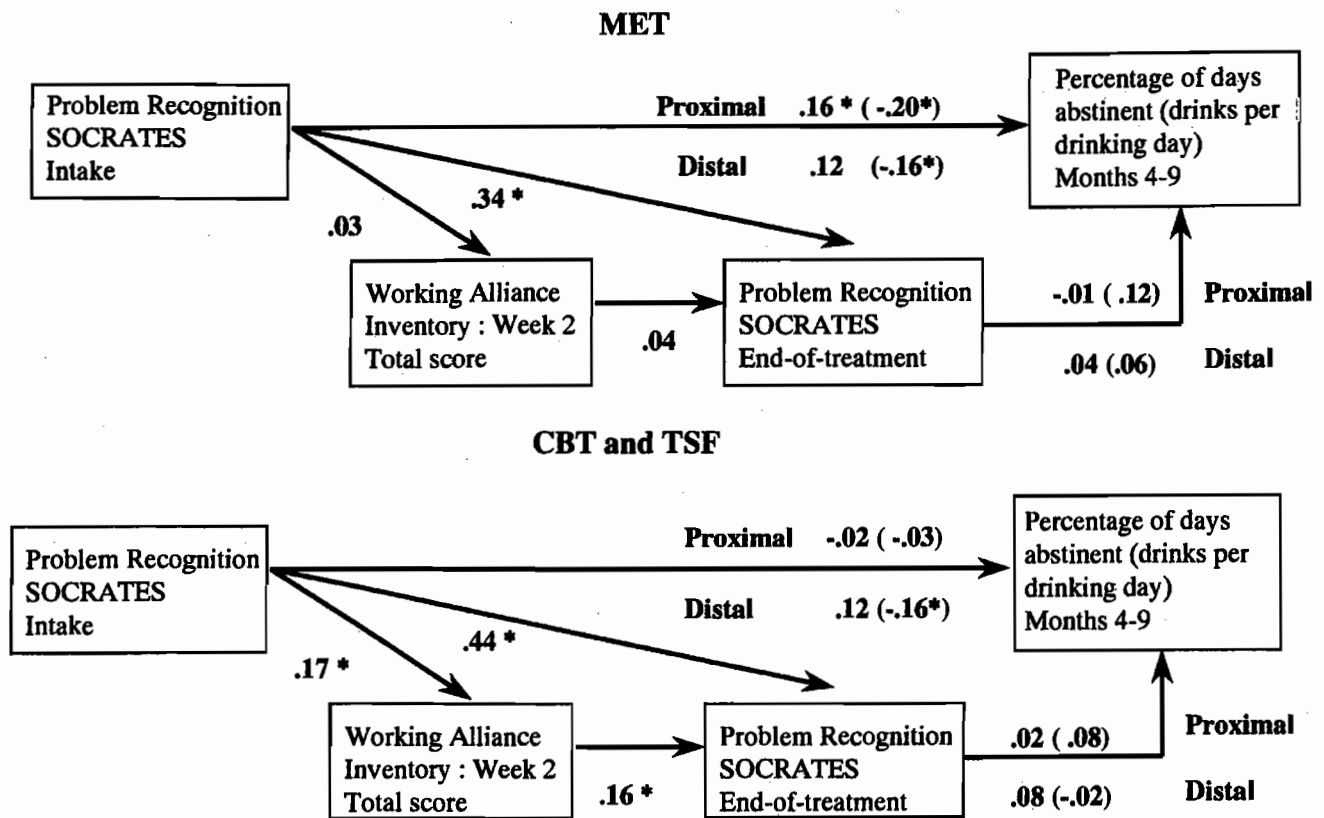 MET
Problem Recognition
SOCRATES
Intake
Proximal .16 * ( -.20*)
Distal .12 (-.16*)
Percentage of days
abstinent (drinks per
drinking day)
Months 4-9
.03
.34 *
Working Alliance
Inventory : Week 2
Total score
.04
Problem Recognition
SOCRATES
End-of-treatment
-.01 ( .12) Proximal
.04 (.06) Distal
CBT and TSF
Problem Recognition
SOCRATES
Intake
Proximal -.02 ( -.03)
Distal .12 (-.16*)
Percentage of days
abstinent (drinks per
drinking day)
Months 4-9
.17 *
.44 *
Working Alliance
Inventory : Week 2
Total score
.16 *
Problem Recognition
SOCRATES
End-of-treatment
.02 ( .08) Proximal
.08 (-.02) Distal